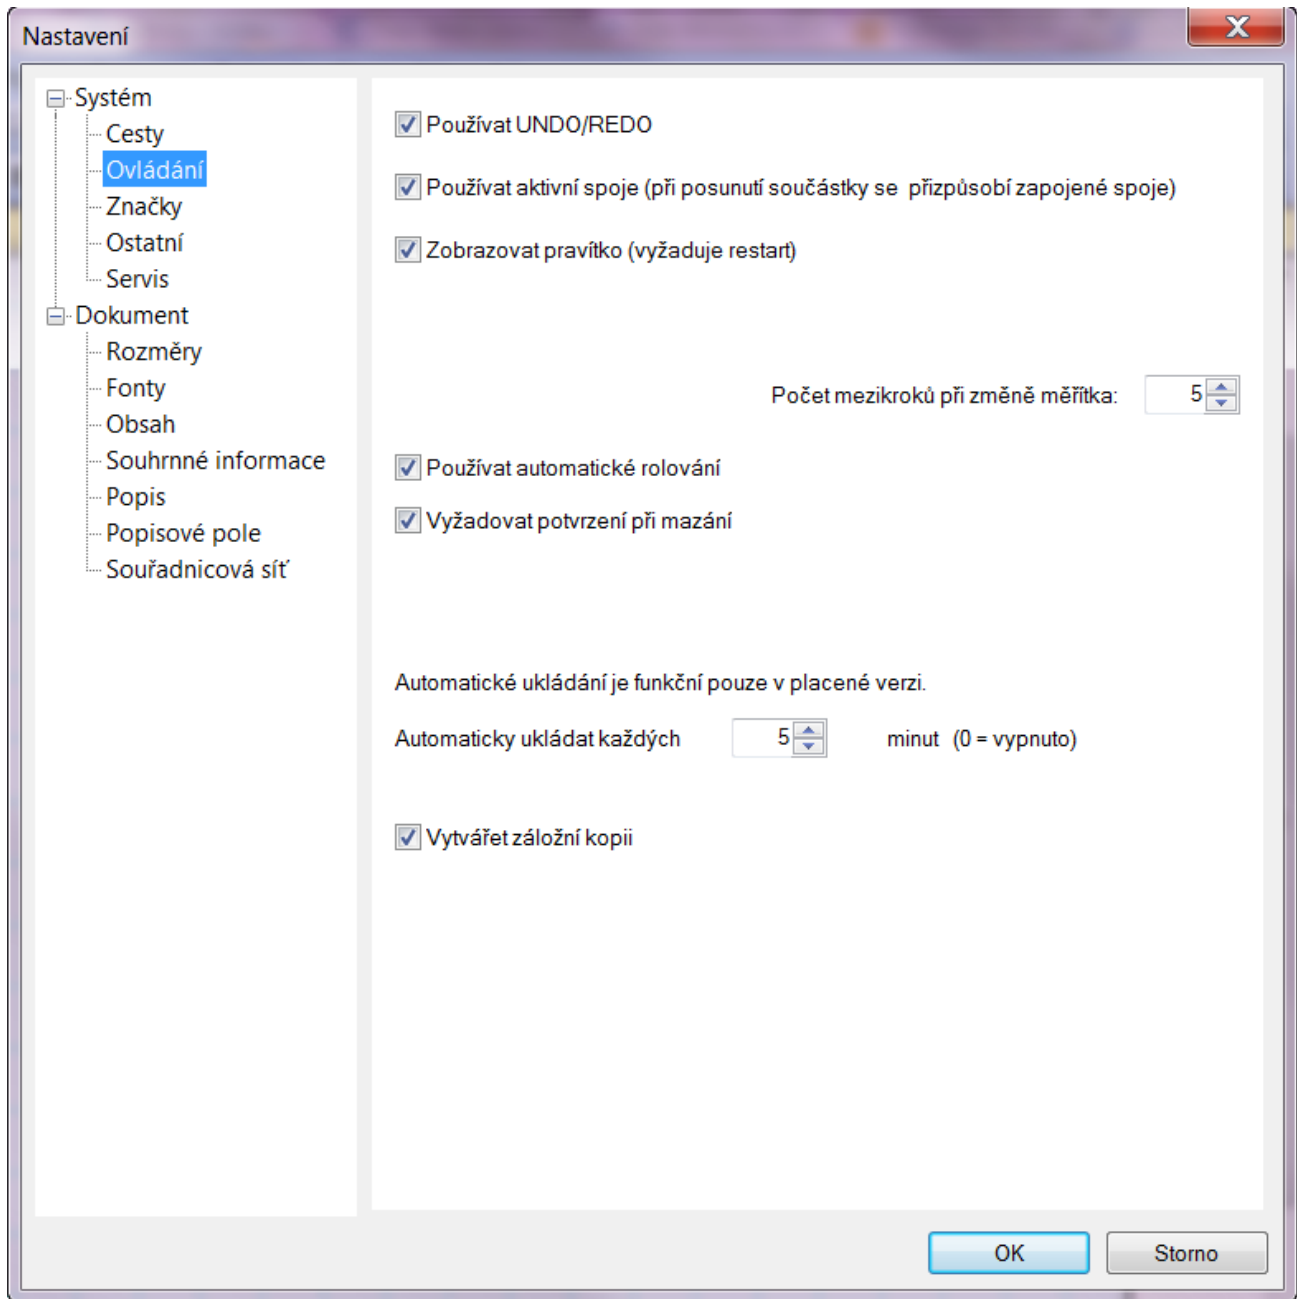 Nastavení
Systém
Cesty
Ovládání
Značky
Ostatní
Servis
Dokument
Rozměry
Fonty
Obsah
Souhrnné informace
Popis
Popisové pole
Souřadnicová síť
Používat UNDO/REDO
Používat aktivní spoje (při posunutí součástky se přizpůsobí zapojené spoje)
Zobrazovat pravítko (vyžaduje restart)
Počet mezikroků při změně měřítka: 5
Používat automatické rolování
Vyžadovat potvrzení při mazání
Automatické ukládání je funkční pouze v placené verzi.
Automaticky ukládat každých 5 minut (0 = vypnuto)
Vytvářet záložní kopii
OK Storno